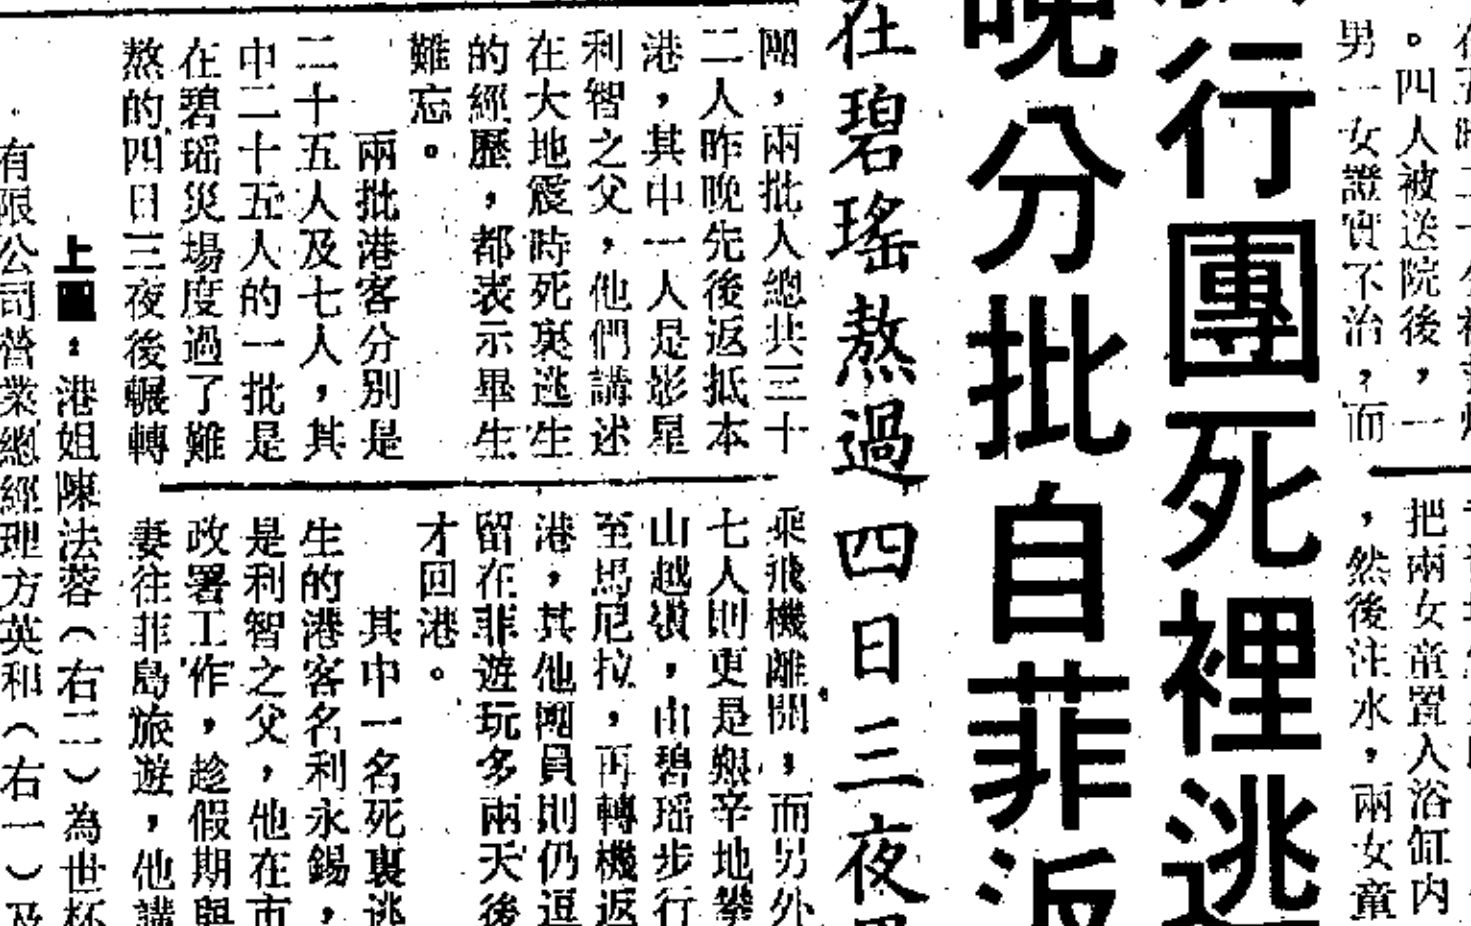 。四人被送院後，一
男一女證實不治，而
把兩女童置入浴缸內
，然後注水，兩女童
行團死裡逃
晚分批自菲返
在碧瑤熬過四日三夜
團，兩批人總共三十
二人昨晚先後返抵本
港，其中一人是影星
利智之父，他們講述
在大地震時死裏逃生
的經歷，都表示畢生
難忘。
兩批港客分別是
二十五人及七人，其
中二十五人的一批是
在碧瑤災場度過了難
熬的四日三夜後輾轉
乘飛機離開，而另外
七人則更是艱辛地攀
山越嶺，由碧瑤步行
至馬尼拉，再轉機返
港，其他團員則仍逗
留在菲遊玩多兩天後
才回港。
其中一名死裏逃
生的港客名利永錫，
是利智之父，他在市
政署工作，趁假期與
妻往菲島旅遊，他講
上圖：港姐陳法蓉（右二）為世杯
有限公司營業總經理方英和（右一）及